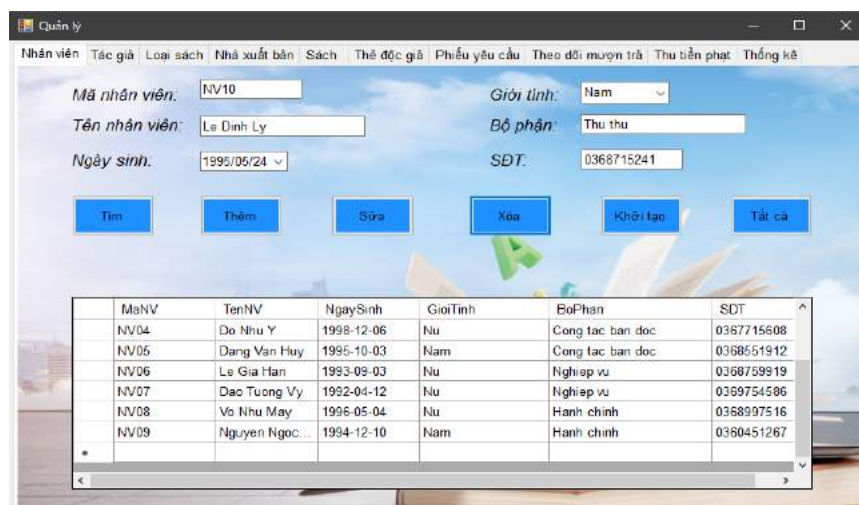 Quản lý
Nhân viên Tác giả Loại sách Nhà xuất bản Sách Thẻ độc giả Phiếu yêu cầu Theo dõi mượn trả Thu tiền phạt Thống kê
Mã nhân viên: NV10 Giới tính: Nam
Tên nhân viên: Le Dinh Ly Bộ phận: Thu thu
Ngày sinh: 1995/05/24 SĐT: 0368715241
Tìm Thêm Sửa Xóa Khởi tạo Tất cả
MaNV TenNV NgaySinh GioiTinh BoPhan SDT
NV04 Do Nhu Y 1998-12-06 Nu Cong tac ban doc 0367715608
NV05 Dang Van Huy 1995-10-03 Nam Cong tac ban doc 0368551912
NV06 Le Gia Han 1993-09-03 Nu Nghiep vu 0368759919
NV07 Dao Tuong Vy 1992-04-12 Nu Nghiep vu 0369754586
NV08 Vo Nhu May 1996-05-04 Nu Hanh chinh 0368997516
NV09 Nguyen Ngoc... 1994-12-10 Nam Hanh chinh 0360451267